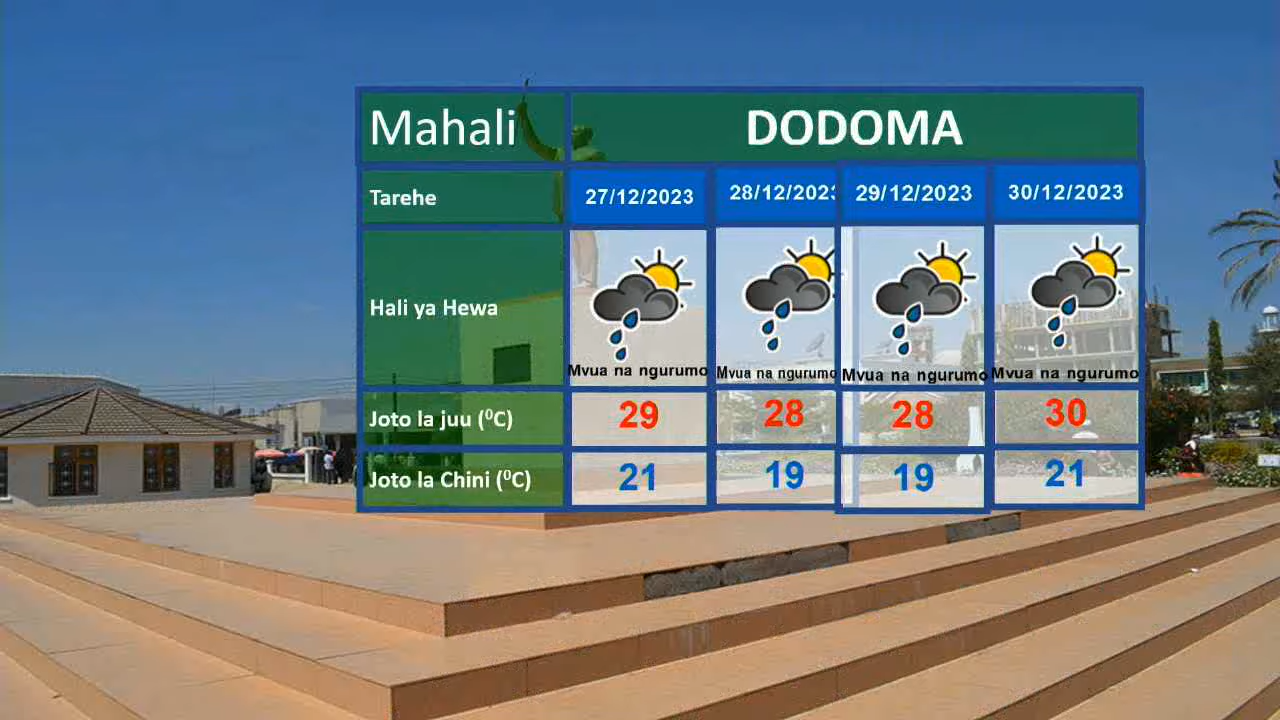 Mahali DODOMA
Tarehe 27/12/2023 28/12/2023 29/12/2023 30/12/2023
Hali ya Hewa
Mvua na ngurumo Mvua na ngurumo Mvua na ngurumo Mvua na ngurumo
Joto la juu (⁰C) 29 28 28 30
Joto la Chini (⁰C) 21 19 19 21